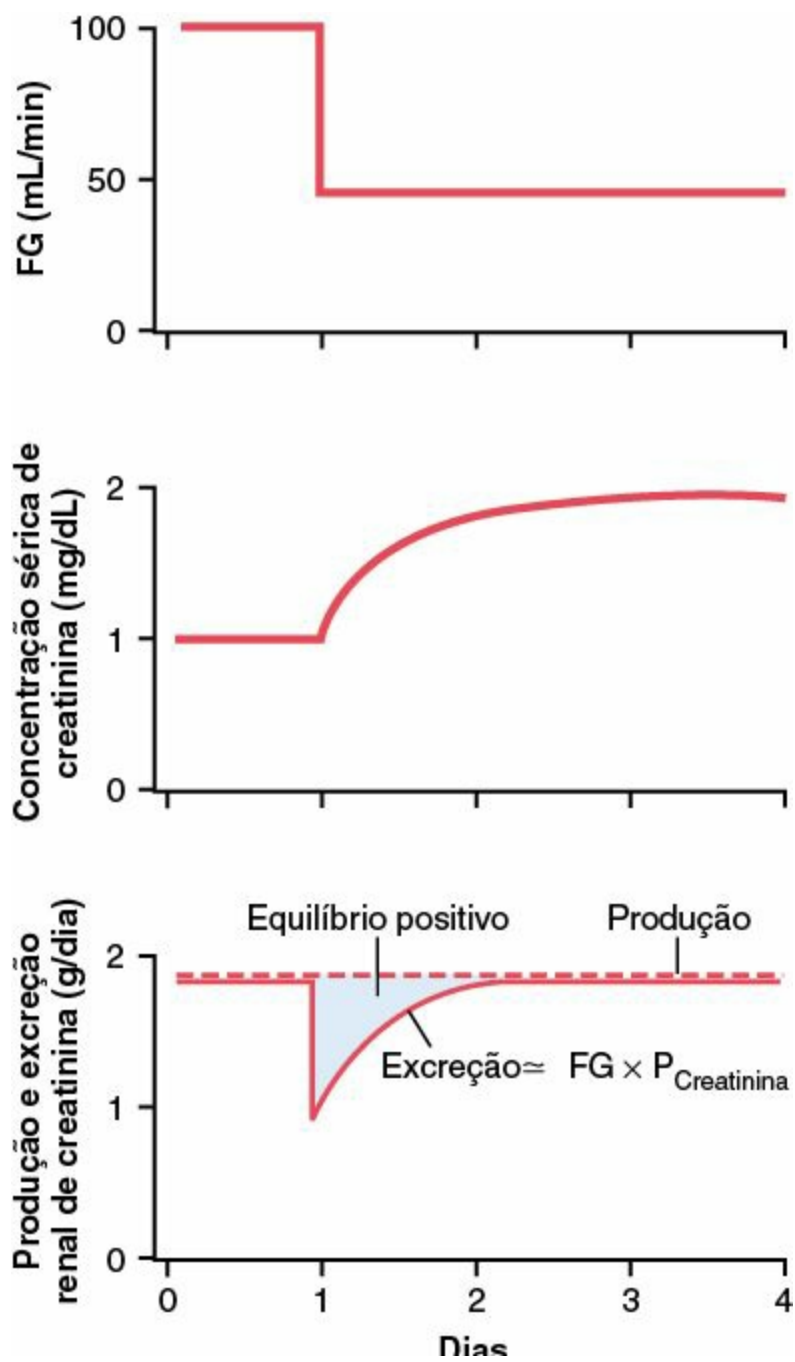 FG (mL/min)
100
50
0
Concentração sérica de
creatinina (mg/dL)
2
1
0
Produção e excreção
renal de creatinina (g/dia)
Equilíbrio positivo
Produção
2
Excreção≃ FG × PCreatinina
1
0
0 1 2 3 4
Dias